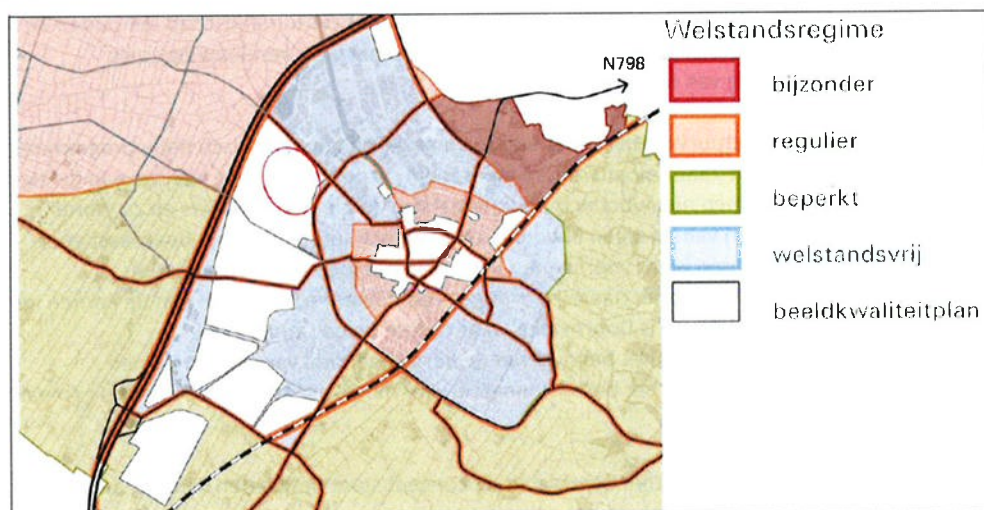 Welstandsregime
N798
bijzonder
regulier
beperkt
welstandsvrij
beeldkwaliteitplan